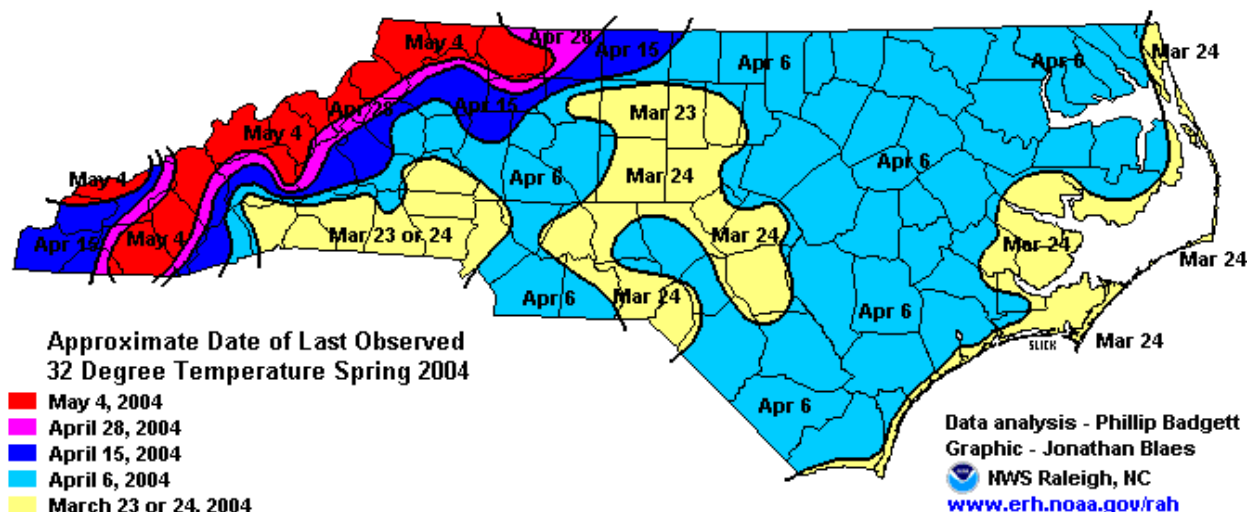 May 4
Apr 28
Apr 15
Apr 6
Apr 6
Mar 24
Apr 28
Apr 15
Mar 23
May 4
Apr 6
May 4
Apr 6
Mar 24
Apr 15
May 4
Mar 23 or 24
Mar 24
Mar 24
Mar 24
Apr 6
Mar 24
Apr 6
SLICK
Mar 24
Apr 6
Approximate Date of Last Observed
32 Degree Temperature Spring 2004
May 4, 2004
April 28, 2004
April 15, 2004
April 6, 2004
March 23 or 24, 2004
Data analysis - Phillip Badgett
Graphic - Jonathan Blaes
NWS Raleigh, NC
www.erh.noaa.gov/rah